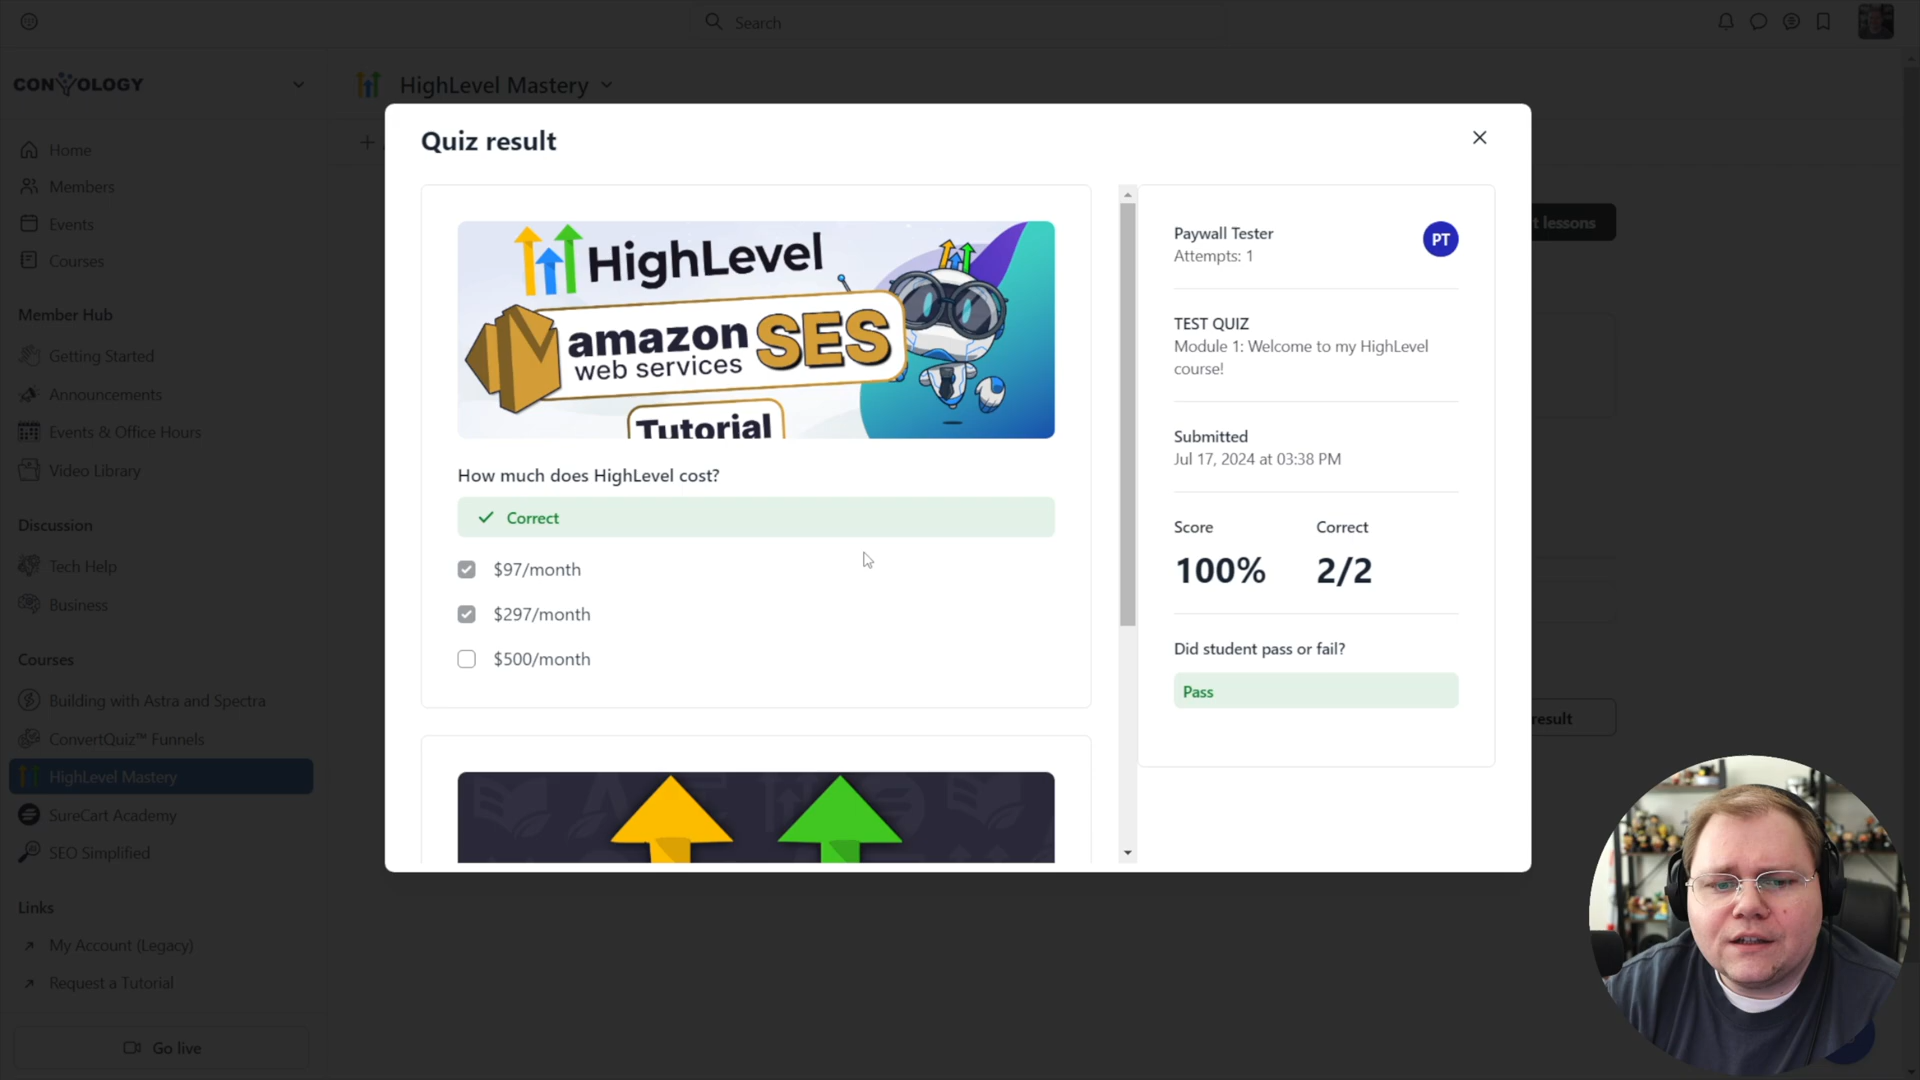 Search
CONVOLOGY
HighLevel Mastery
Home
Members
Events
Courses
Member Hub
Getting Started
Announcements
Events & Office Hours
Video Library
Discussion
Tech Help
Business
Courses
Building with Astra and Spectra
ConvertQuiz™ Funnels
HighLevel Mastery
SureCart Academy
SEO Simplified
Links
My Account (Legacy)
Request a Tutorial
Go live
Quiz result
HighLevel
amazon SES
web services
Tutorial
How much does HighLevel cost?
Correct
$97/month
$297/month
$500/month
Paywall Tester
PT
Attempts: 1
TEST QUIZ
Module 1: Welcome to my HighLevel
course!
Submitted
Jul 17, 2024 at 03:38 PM
Score
Correct
100%
2/2
Did student pass or fail?
Pass
t lessons
result